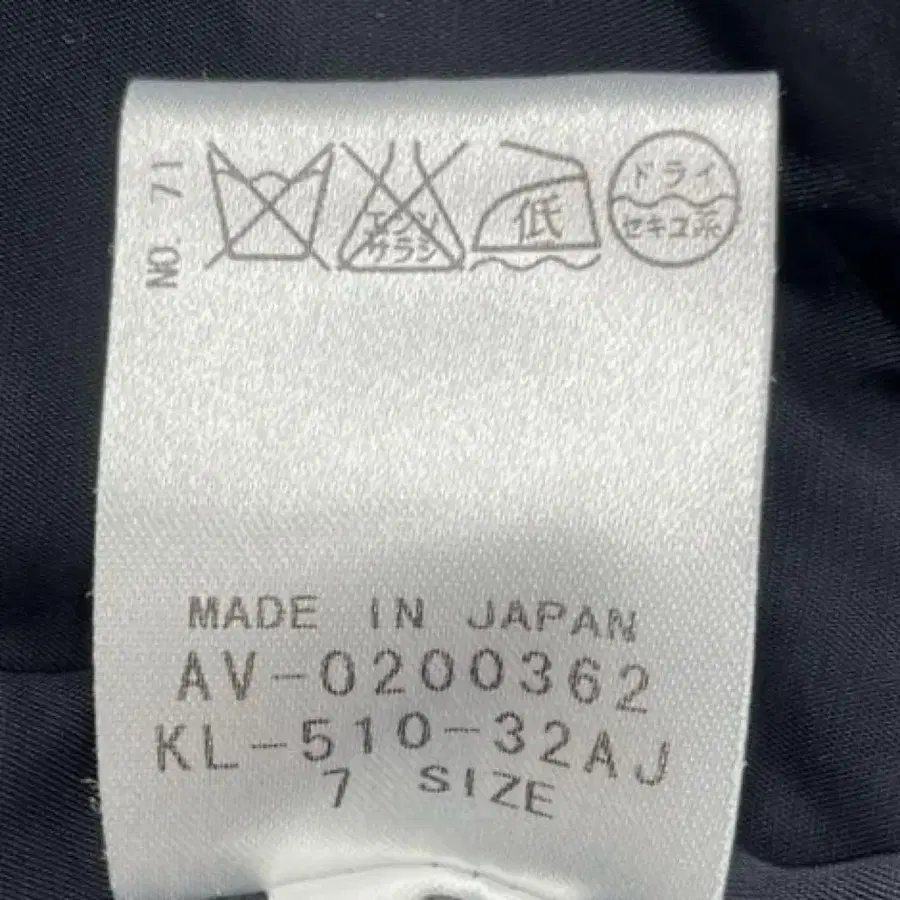 NO. 71
エンソ
サラシ
低
ドライ
セキユ系
MADE IN JAPAN
AV-0200362
KL-510-32AJ
7 SIZE